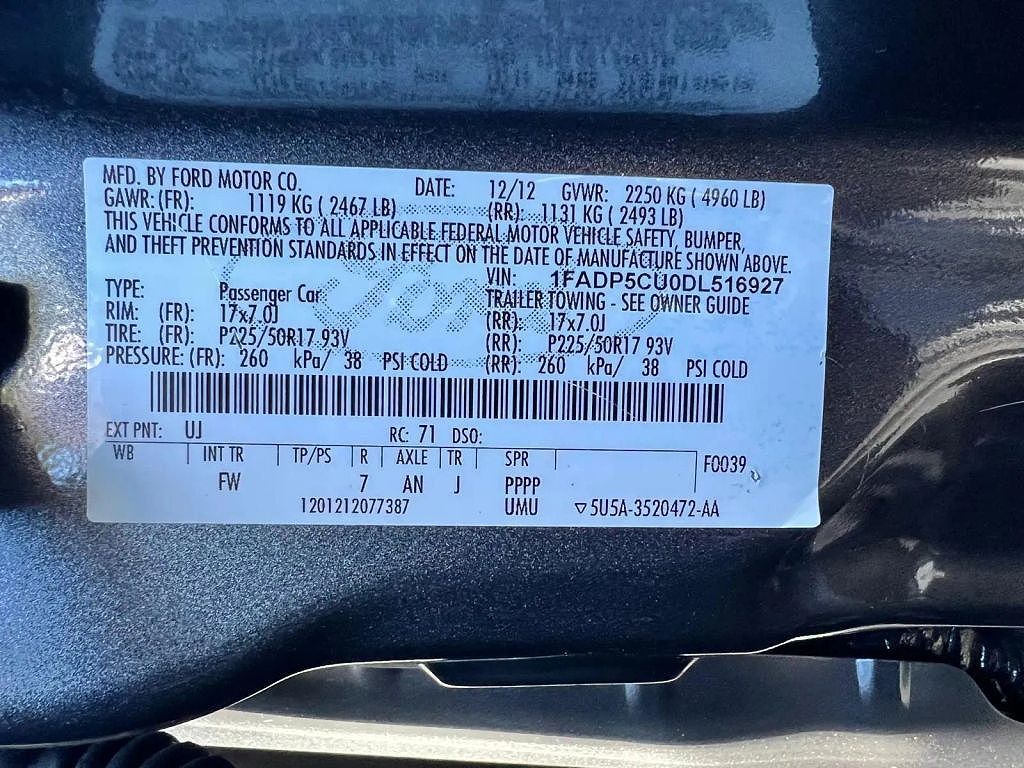 MFD. BY FORD MOTOR CO. DATE: 12/12 GVWR: 2250 KG ( 4960 LB)
GAWR: (FR): 1119 KG ( 2467 LB) (RR): 1131 KG ( 2493 LB)
THIS VEHICLE CONFORMS TO ALL APPLICABLE FEDERAL MOTOR VEHICLE SAFETY, BUMPER,
AND THEFT PREVENTION STANDARDS IN EFFECT ON THE DATE OF MANUFACTURE SHOWN ABOVE.
VIN: 1FADP5CU0DL516927
TYPE: Passenger Car TRAILER TOWING - SEE OWNER GUIDE
RIM: (FR): 17x7.0J (RR): 17x7.0J
TIRE: (FR): P225/50R17 93V (RR): P225/50R17 93V
PRESSURE: (FR): 260 kPa/ 38 PSI COLD (RR): 260 kPa/ 38 PSI COLD
EXT PNT: UJ RC: 71 DSO:
WB INT TR TP/PS R AXLE TR SPR F0039
FW 7 AN J PPPP
1201212077387 UMU ▽5U5A-3520472-AA